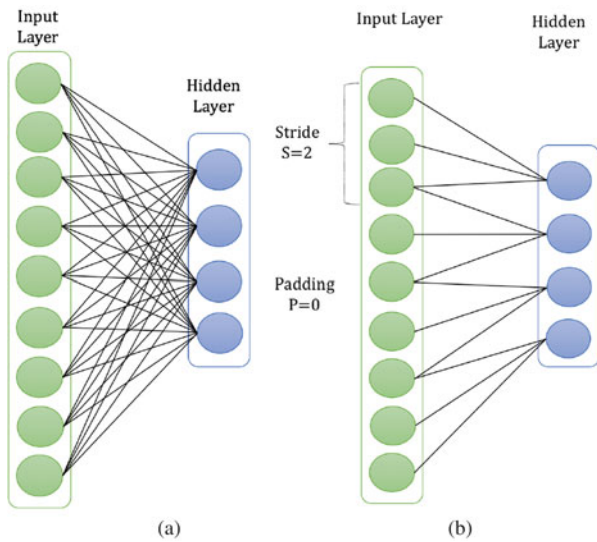 Input
Layer
Hidden
Layer
(a)
Input Layer
Hidden
Layer
Stride
S=2
Padding
P=0
(b)